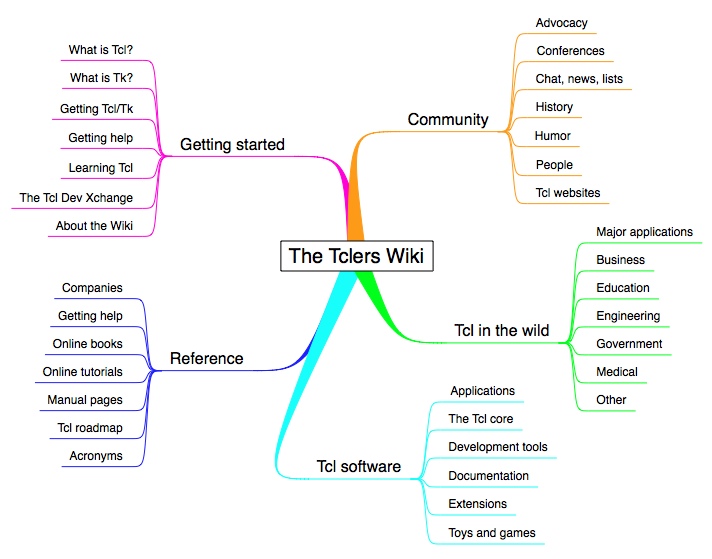 The Tclers Wiki
Getting started
What is Tcl?
What is Tk?
Getting Tcl/Tk
Getting help
Learning Tcl
The Tcl Dev Xchange
About the Wiki
Community
Advocacy
Conferences
Chat, news, lists
History
Humor
People
Tcl websites
Tcl in the wild
Major applications
Business
Education
Engineering
Government
Medical
Other
Reference
Companies
Getting help
Online books
Online tutorials
Manual pages
Tcl roadmap
Acronyms
Tcl software
Applications
The Tcl core
Development tools
Documentation
Extensions
Toys and games